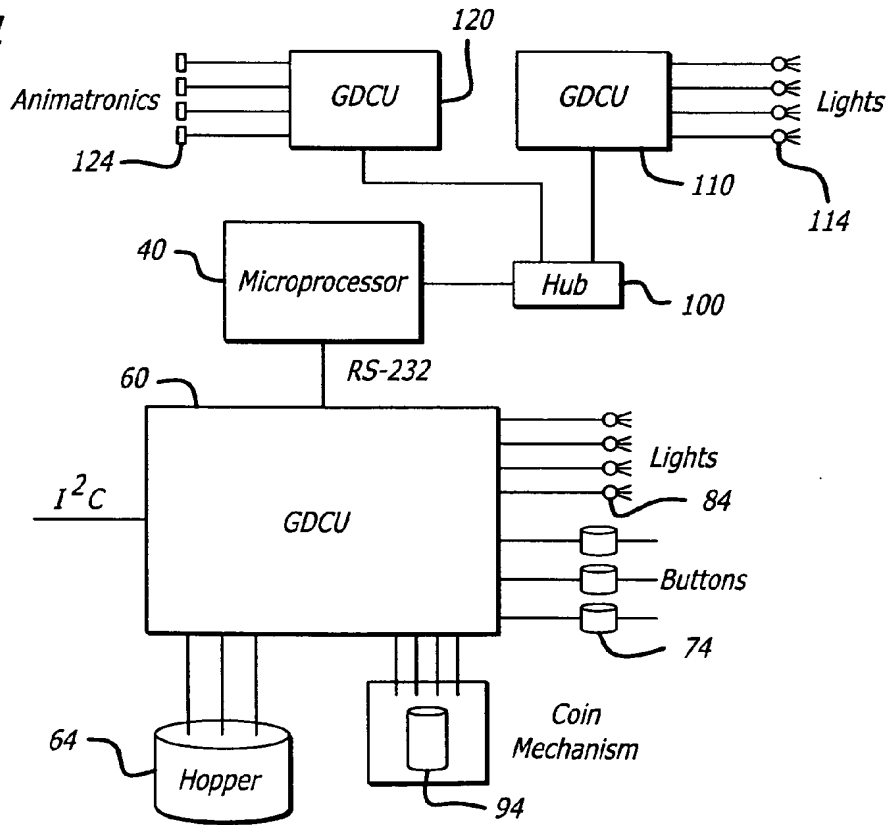 120
GDCU
GDCU
Animatronics
Lights
124
110
114
40
Microprocessor
Hub
100
RS-232
60
Lights
I²C
84
GDCU
Buttons
74
64
Coin
Mechanism
Hopper
94